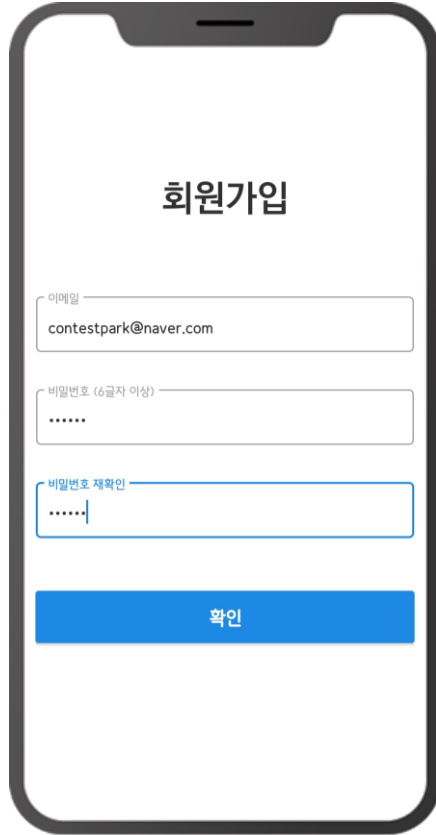 회원가입
이메일
contestpark@naver.com
비밀번호 (6글자 이상)
••••••
비밀번호 재확인
••••••
확인